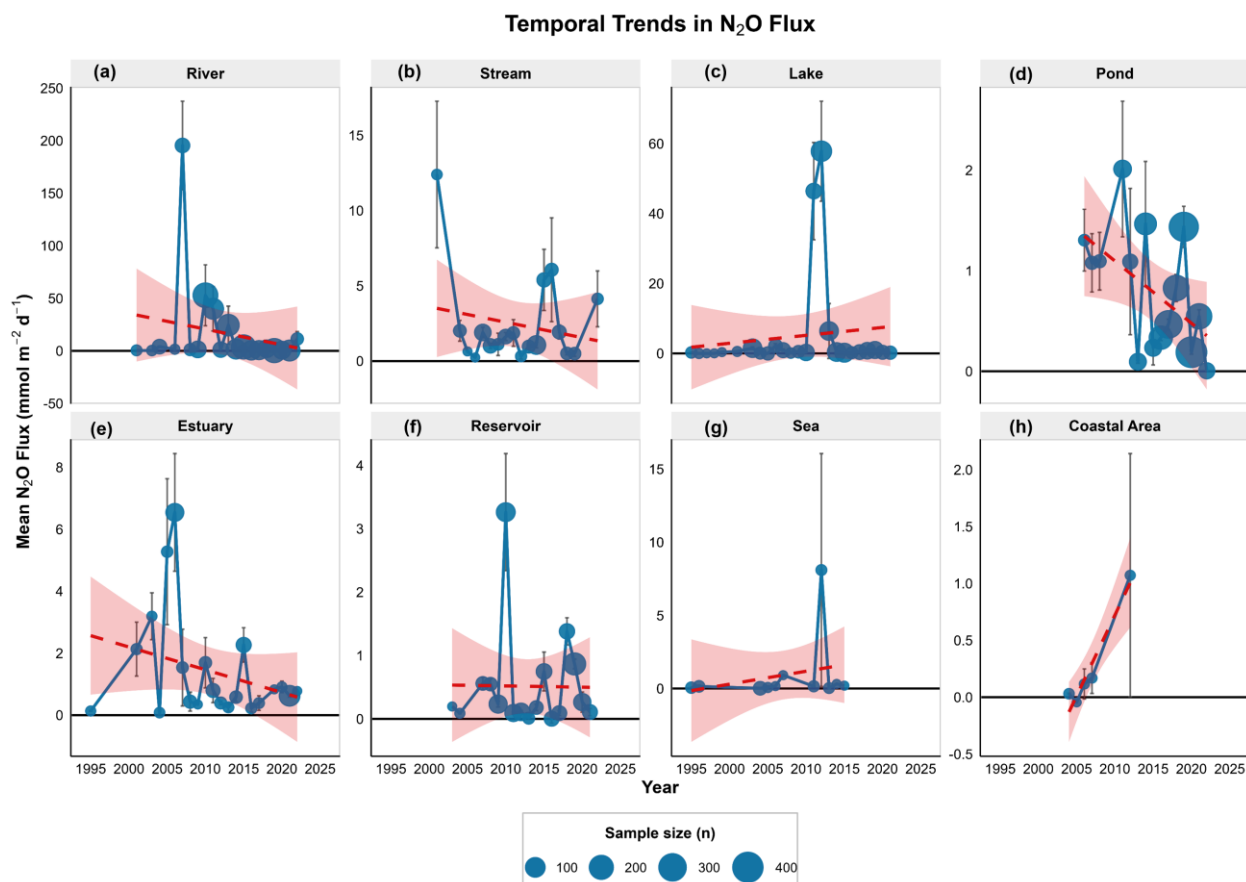 Temporal Trends in N₂O Flux
(a) River
(b) Stream
(c) Lake
(d) Pond
250
200
150
100
50
0
-50
15
10
5
0
60
40
20
0
2
1
0
Mean N₂O Flux (mmol m⁻² d⁻¹)
(e) Estuary
(f) Reservoir
(g) Sea
(h) Coastal Area
8
6
4
2
0
4
3
2
1
0
15
10
5
0
2.0
1.5
1.0
0.5
0.0
-0.5
1995 2000 2005 2010 2015 2020 2025
1995 2000 2005 2010 2015 2020 2025
1995 2000 2005 2010 2015 2020 2025
1995 2000 2005 2010 2015 2020 2025
Year
Sample size (n)
100 200 300 400